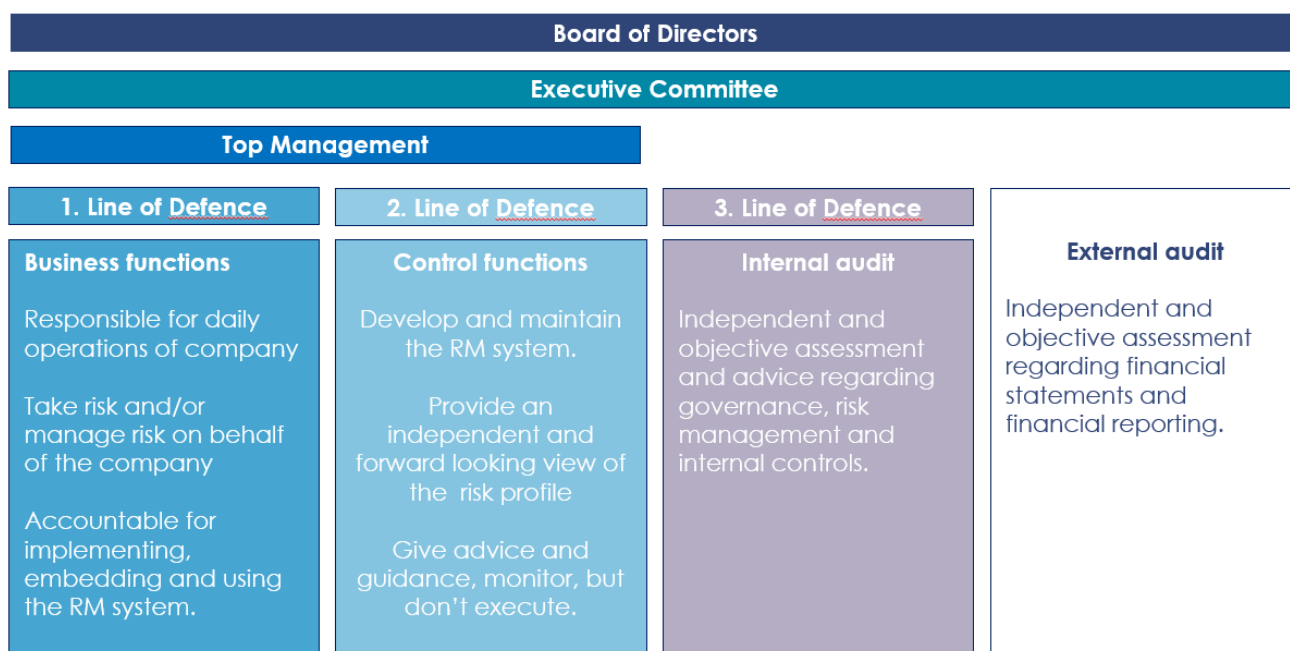 Board of Directors
Executive Committee
Top Management
1. Line of Defence
Business functions
Responsible for daily
operations of company
Take risk and/or
manage risk on behalf
of the company
Accountable for
implementing,
embedding and using
the RM system.
2. Line of Defence
Control functions
Develop and maintain
the RM system.
Provide an
independent and
forward looking view of
the risk profile
Give advice and
guidance, monitor, but
don't execute.
3. Line of Defence
Internal audit
Independent and
objective assessment
and advice regarding
governance, risk
management and
internal controls.
External audit
Independent and
objective assessment
regarding financial
statements and
financial reporting.